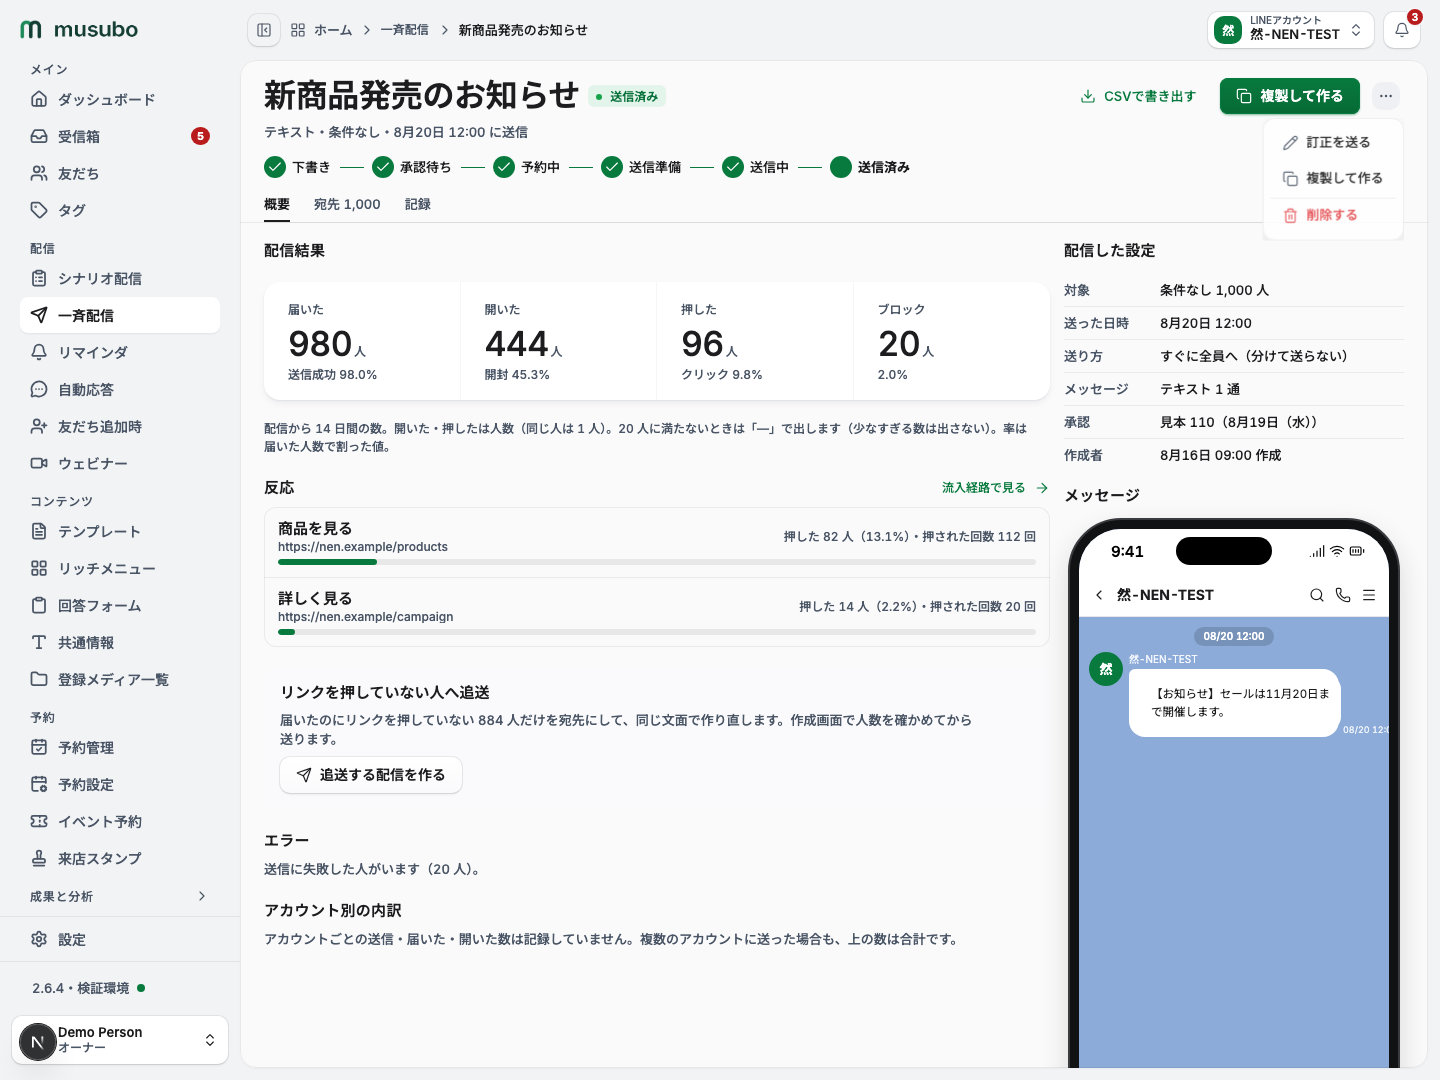 musubo
メイン
ダッシュボード
受信箱
5
友だち
タグ
配信
シナリオ配信
一斉配信
リマインダ
自動応答
友だち追加時
ウェビナー
コンテンツ
テンプレート
リッチメニュー
回答フォーム
共通情報
登録メディア一覧
予約
予約管理
予約設定
イベント予約
来店スタンプ
成果と分析
設定
2.6.4・検証環境
N
Demo Person
オーナー
ホーム
一斉配信
新商品発売のお知らせ
然
LINEアカウント
然-NEN-TEST
3
新商品発売のお知らせ
送信済み
CSVで書き出す
複製して作る
テキスト・条件なし・8月20日 12:00 に送信
訂正を送る
複製して作る
削除する
下書き
承認待ち
予約中
送信準備
送信中
送信済み
概要
宛先 1,000
記録
配信結果
届いた
980人
送信成功 98.0%
開いた
444人
開封 45.3%
押した
96人
クリック 9.8%
ブロック
20人
2.0%
配信から 14 日間の数。開いた・押したは人数（同じ人は 1 人）。20 人に満たないときは「—」で出します（少なすぎる数は出さない）。率は
届いた人数で割った値。
反応
流入経路で見る
商品を見る
https://nen.example/products
押した 82 人（13.1%）・押された回数 112 回
詳しく見る
https://nen.example/campaign
押した 14 人（2.2%）・押された回数 20 回
リンクを押していない人へ追送
届いたのにリンクを押していない 884 人だけを宛先にして、同じ文面で作り直します。作成画面で人数を確かめてから
送ります。
追送する配信を作る
エラー
送信に失敗した人がいます（20 人）。
アカウント別の内訳
アカウントごとの送信・届いた・開いた数は記録していません。複数のアカウントに送った場合も、上の数は合計です。
配信した設定
対象
条件なし 1,000 人
送った日時
8月20日 12:00
送り方
すぐに全員へ（分けて送らない）
メッセージ
テキスト 1 通
承認
見本 110（8月19日（水））
作成者
8月16日 09:00 作成
メッセージ
9:41
然-NEN-TEST
08/20 12:00
然
然-NEN-TEST
【お知らせ】セールは11月20日ま
で開催します。
08/20 12:0